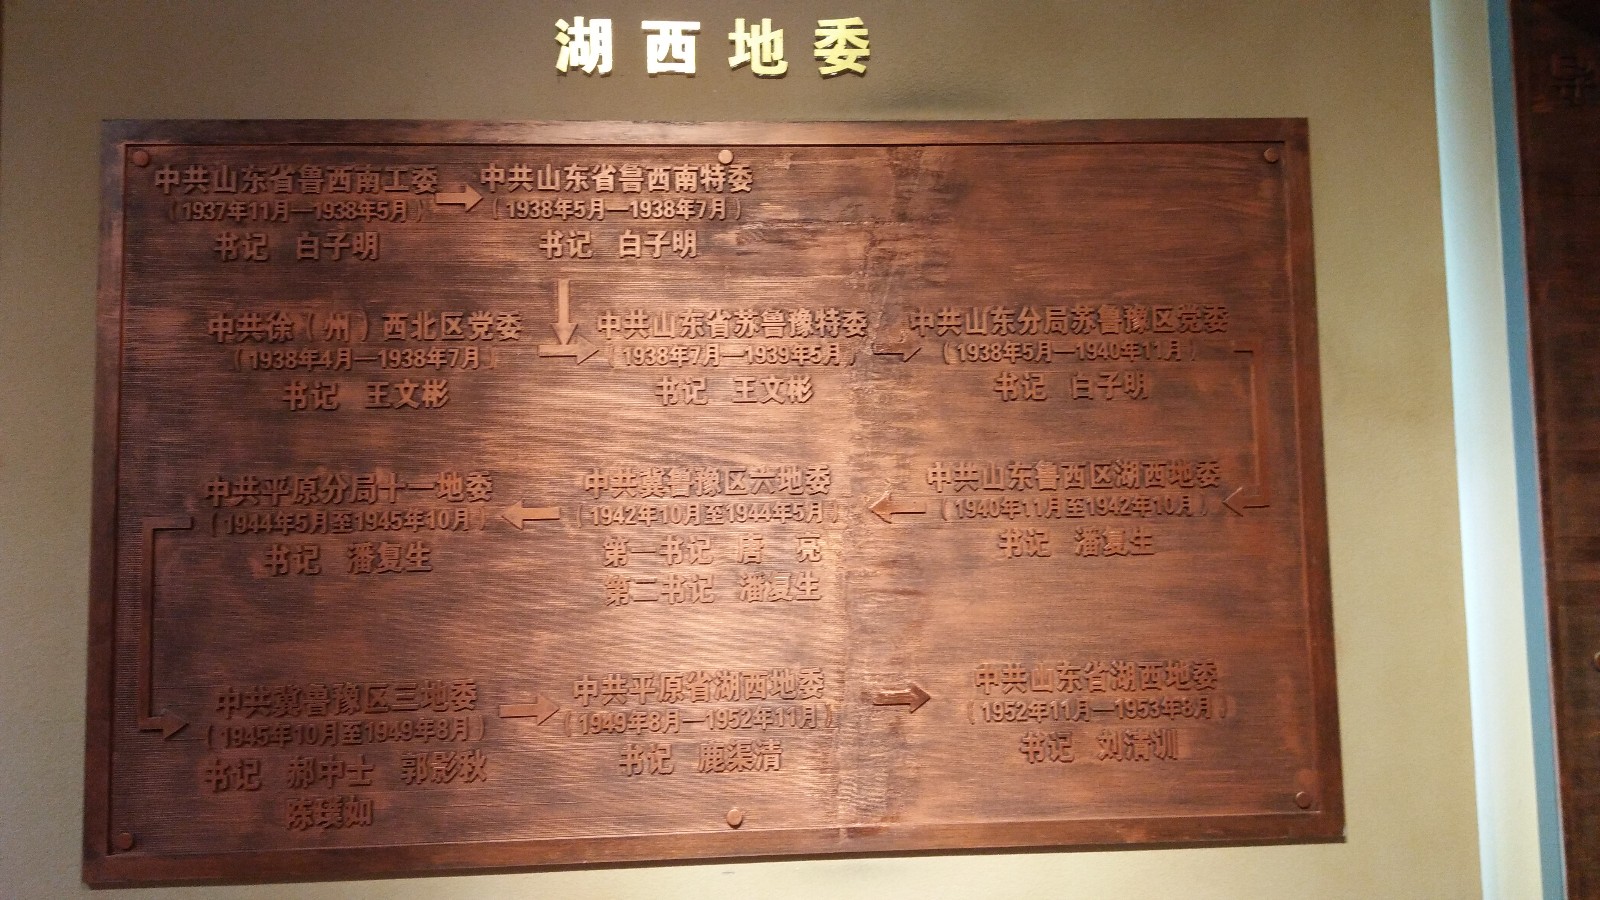 湖西地委
中共山东省鲁西南工委
（1937年11月—1938年5月）
书记 白子明
中共山东省鲁西南特委
（1938年5月—1938年7月）
书记 白子明
中共徐（州）西北区党委
（1938年4月—1938年7月）
书记 王文彬
中共山东省苏鲁豫特委
（1938年7月—1939年5月）
书记 王文彬
中共山东分局苏鲁豫区党委
（1938年5月—1940年11月）
书记 白子明
中共山东鲁西区湖西地委
（1940年11月至1942年10月）
书记 潘复生
中共冀鲁豫区六地委
（1942年10月至1944年5月）
第一书记 唐 亮
第二书记 潘复生
中共平原分局十一地委
（1944年5月至1945年10月）
书记 潘复生
中共冀鲁豫区三地委
（1945年10月至1949年8月）
书记 郝中士 郭影秋
陈璞如
中共平原省湖西地委
（1949年8月—1952年11月）
书记 鹿渠清
中共山东省湖西地委
（1952年11月—1953年8月）
书记 刘清训